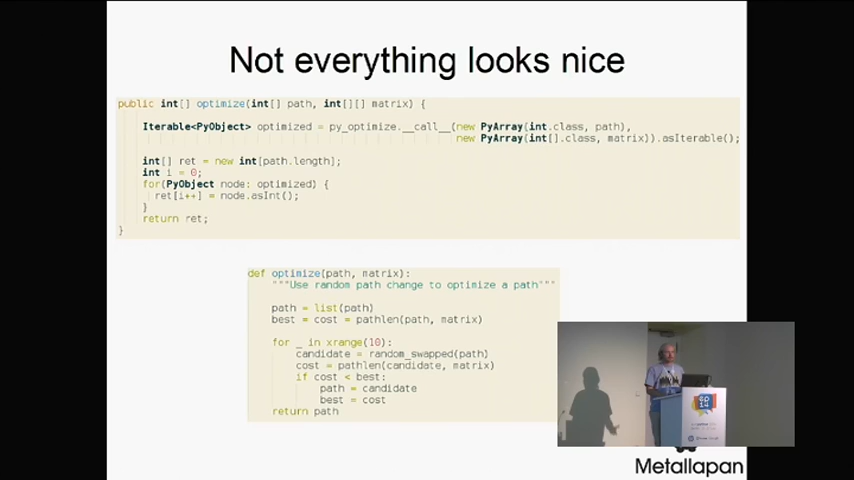 Not everything looks nice
public int[] optimize(int[] path, int[][] matrix) {
Iterable<PyObject> optimized = py_optimize.__call__(new PyArray(int.class, path),
new PyArray(int[].class, matrix)).asIterable();
int[] ret = new int[path.length];
int i = 0;
for(PyObject node: optimized) {
ret[i++] = node.asInt();
}
return ret;
}
def optimize(path, matrix):
"""Use random path change to optimize a path"""
path = list(path)
best = cost = pathlen(path, matrix)
for _ in xrange(10):
candidate = random_swapped(path)
cost = pathlen(candidate, matrix)
if cost < best:
path = candidate
best = cost
return path
Metallapan